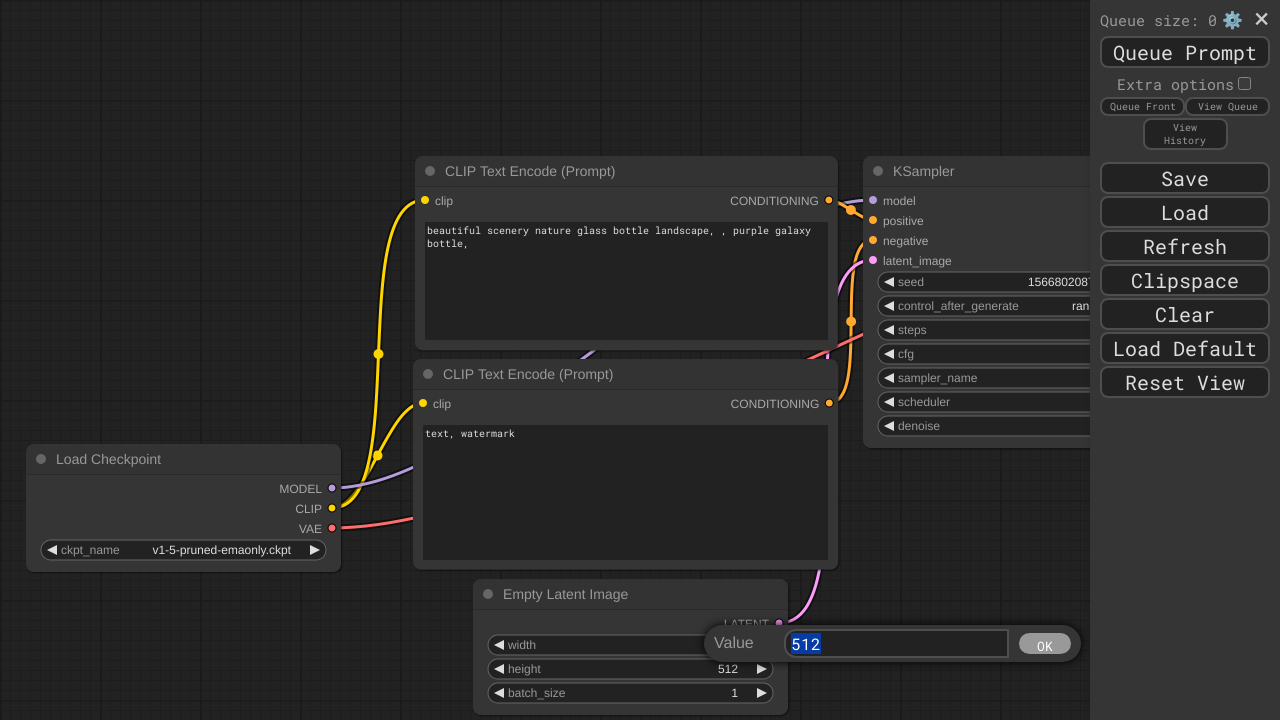 Queue size: 0
Queue Prompt
Extra options
Queue Front
View Queue
View
History
Save
Load
Refresh
Clipspace
Clear
Load Default
Reset View
CLIP Text Encode (Prompt)
clip
CONDITIONING
beautiful scenery nature glass bottle landscape, , purple galaxy
bottle,
KSampler
model
positive
negative
latent_image
seed
control_after_generate
ran
steps
cfg
sampler_name
scheduler
denoise
CLIP Text Encode (Prompt)
clip
CONDITIONING
text, watermark
Load Checkpoint
MODEL
CLIP
VAE
ckpt_name v1-5-pruned-emaonly.ckpt
Empty Latent Image
LATENT
width
Value 512 OK
height 512
batch_size 1